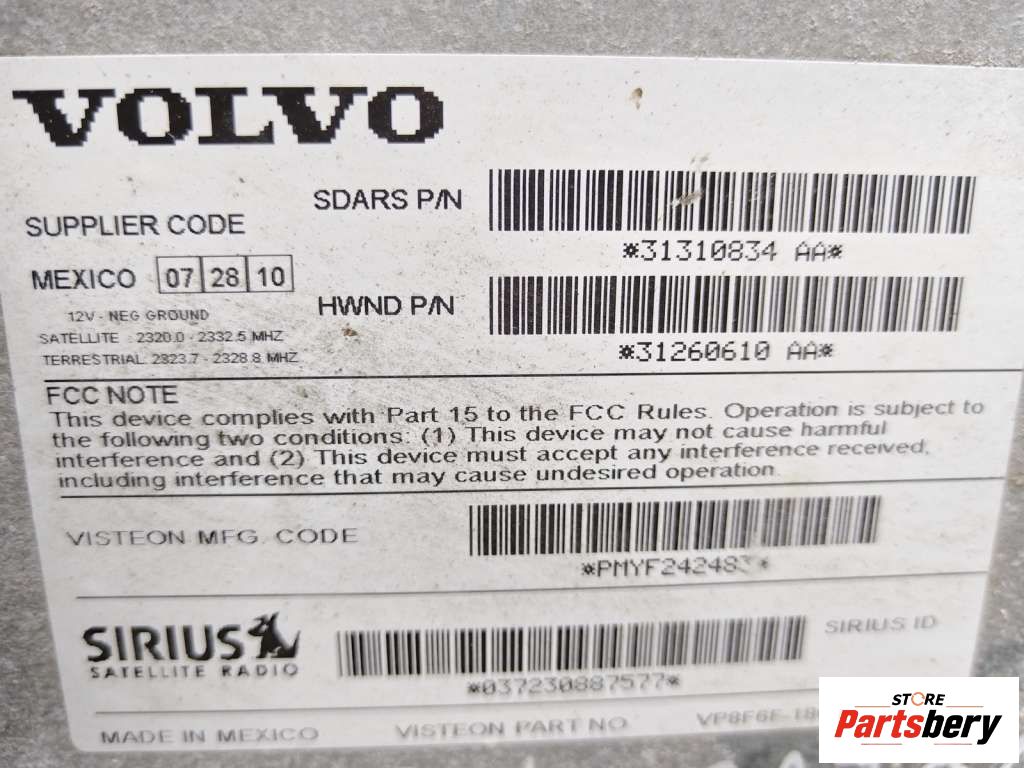 VOLVO
SDARS P/N
*31310834 AA*
SUPPLIER CODE
MEXICO 07 28 10
HWND P/N
*31260610 AA*
12V - NEG GROUND
SATELLITE : 2320.0 - 2332.5 MHZ
TERRESTRIAL: 2323.7 - 2328.8 MHZ
FCC NOTE
This device complies with Part 15 to the FCC Rules. Operation is subject to
the following two conditions: (1) This device may not cause harmful
interference and (2) This device must accept any interference received,
including interference that may cause undesired operation.
VISTEON MFG. CODE
*PMYF242483*
SIRIUS
SATELLITE RADIO
SIRIUS ID
*037230887577*
MADE IN MEXICO
VISTEON PART NO.
STORE
Partsbery